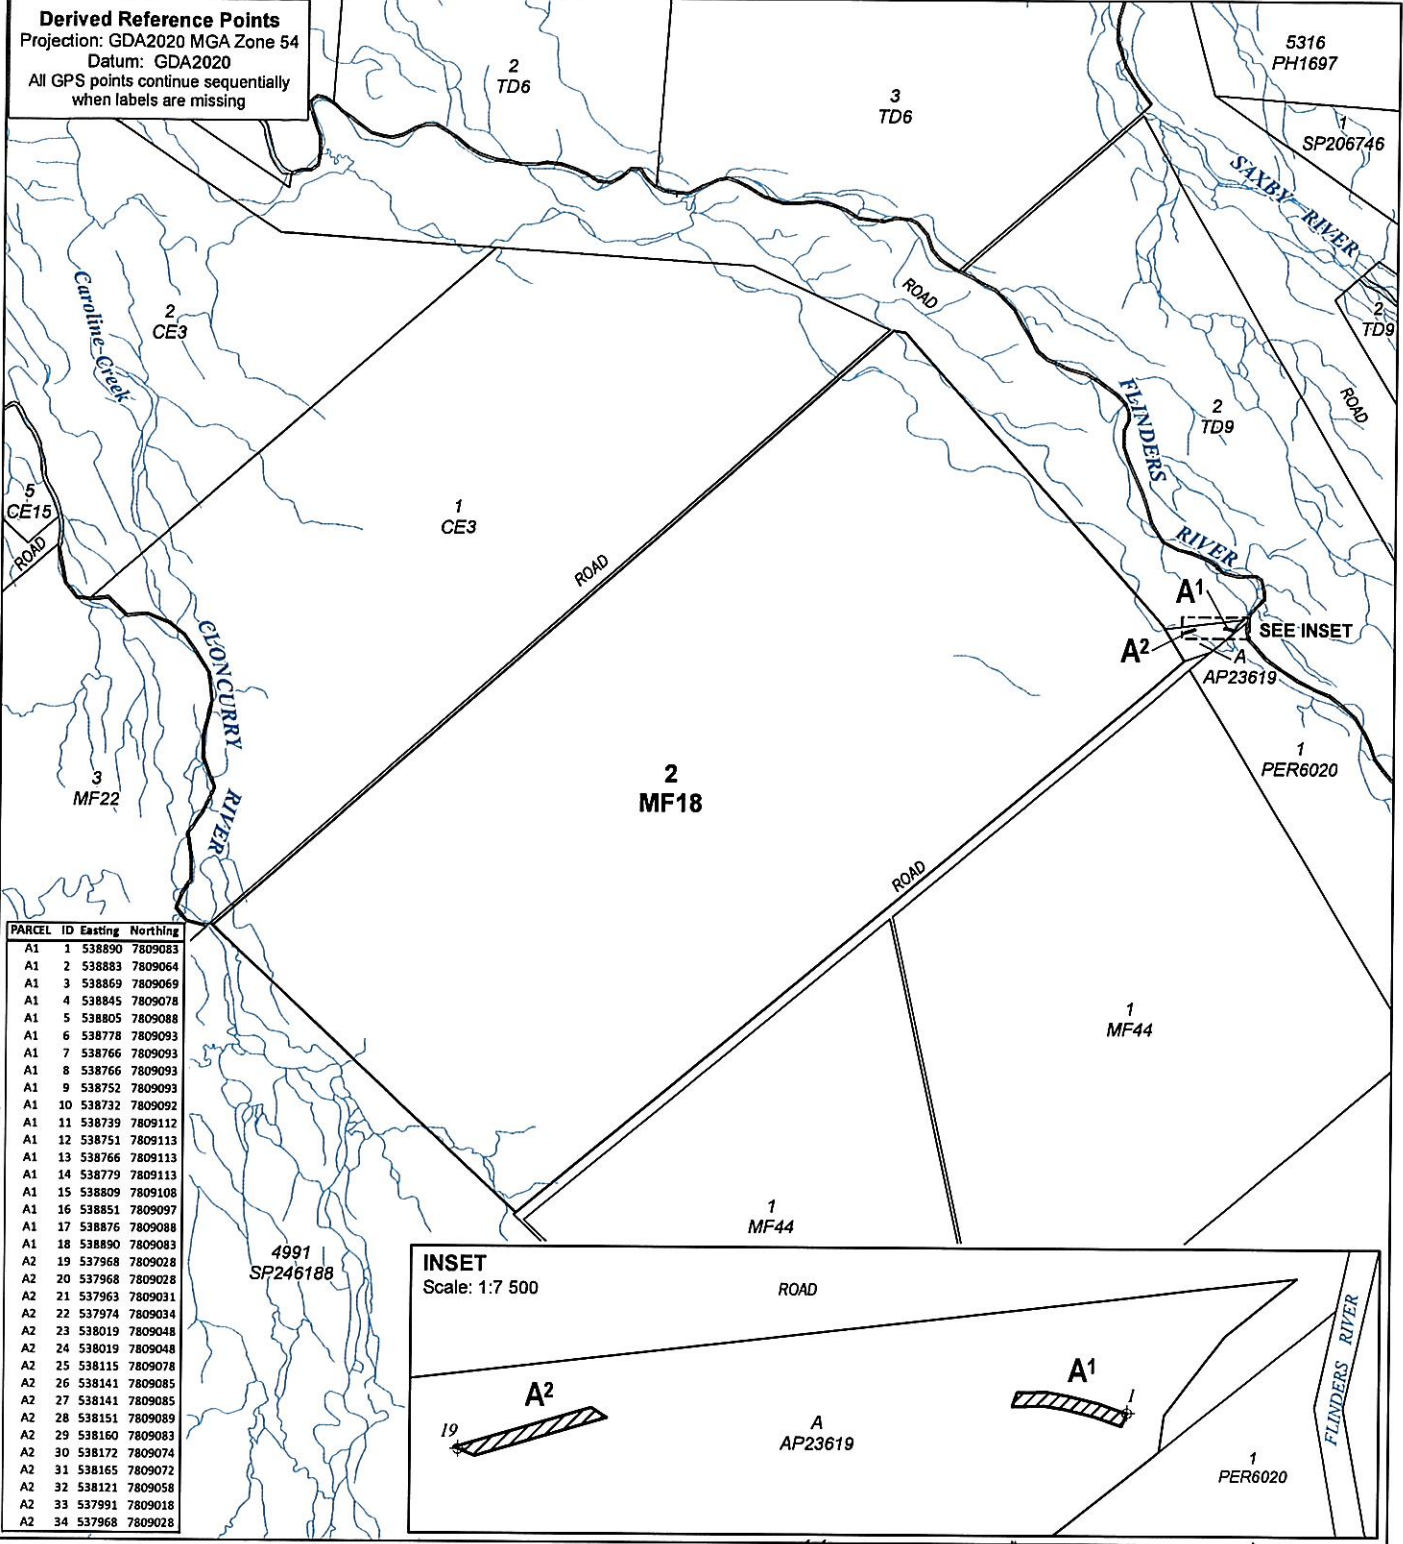 Derived Reference Points
Projection: GDA2020 MGA Zone 54
Datum: GDA2020
All GPS points continue sequentially
when labels are missing
2
TD6
3
TD6
5316
PH1697
1
SP206746
SAXBY RIVER
2
TD9
ROAD
ROAD
Caroline Creek
2
CE3
FLINDERS
RIVER
2
TD9
5
CE15
ROAD
1
CE3
ROAD
A1
SEE INSET
A2
A
AP23619
CLONCURRY
RIVER
1
PER6020
3
MF22
2
MF18
ROAD
1
MF44
1
MF44
4991
SP246188
PARCEL ID Easting Northing
A1 1 538890 7809083
A1 2 538883 7809064
A1 3 538869 7809069
A1 4 538845 7809078
A1 5 538805 7809088
A1 6 538778 7809093
A1 7 538766 7809093
A1 8 538766 7809093
A1 9 538752 7809093
A1 10 538732 7809092
A1 11 538739 7809112
A1 12 538751 7809113
A1 13 538766 7809113
A1 14 538779 7809113
A1 15 538809 7809108
A1 16 538851 7809097
A1 17 538876 7809088
A1 18 538890 7809083
A2 19 537968 7809028
A2 20 537968 7809028
A2 21 537963 7809031
A2 22 537974 7809034
A2 23 538019 7809048
A2 24 538019 7809048
A2 25 538115 7809078
A2 26 538141 7809085
A2 27 538141 7809085
A2 28 538151 7809089
A2 29 538160 7809083
A2 30 538172 7809074
A2 31 538165 7809072
A2 32 538121 7809058
A2 33 537991 7809018
A2 34 537968 7809028
INSET
Scale: 1:7 500
ROAD
A2
19
A
AP23619
A1
1
FLINDERS RIVER
1
PER6020